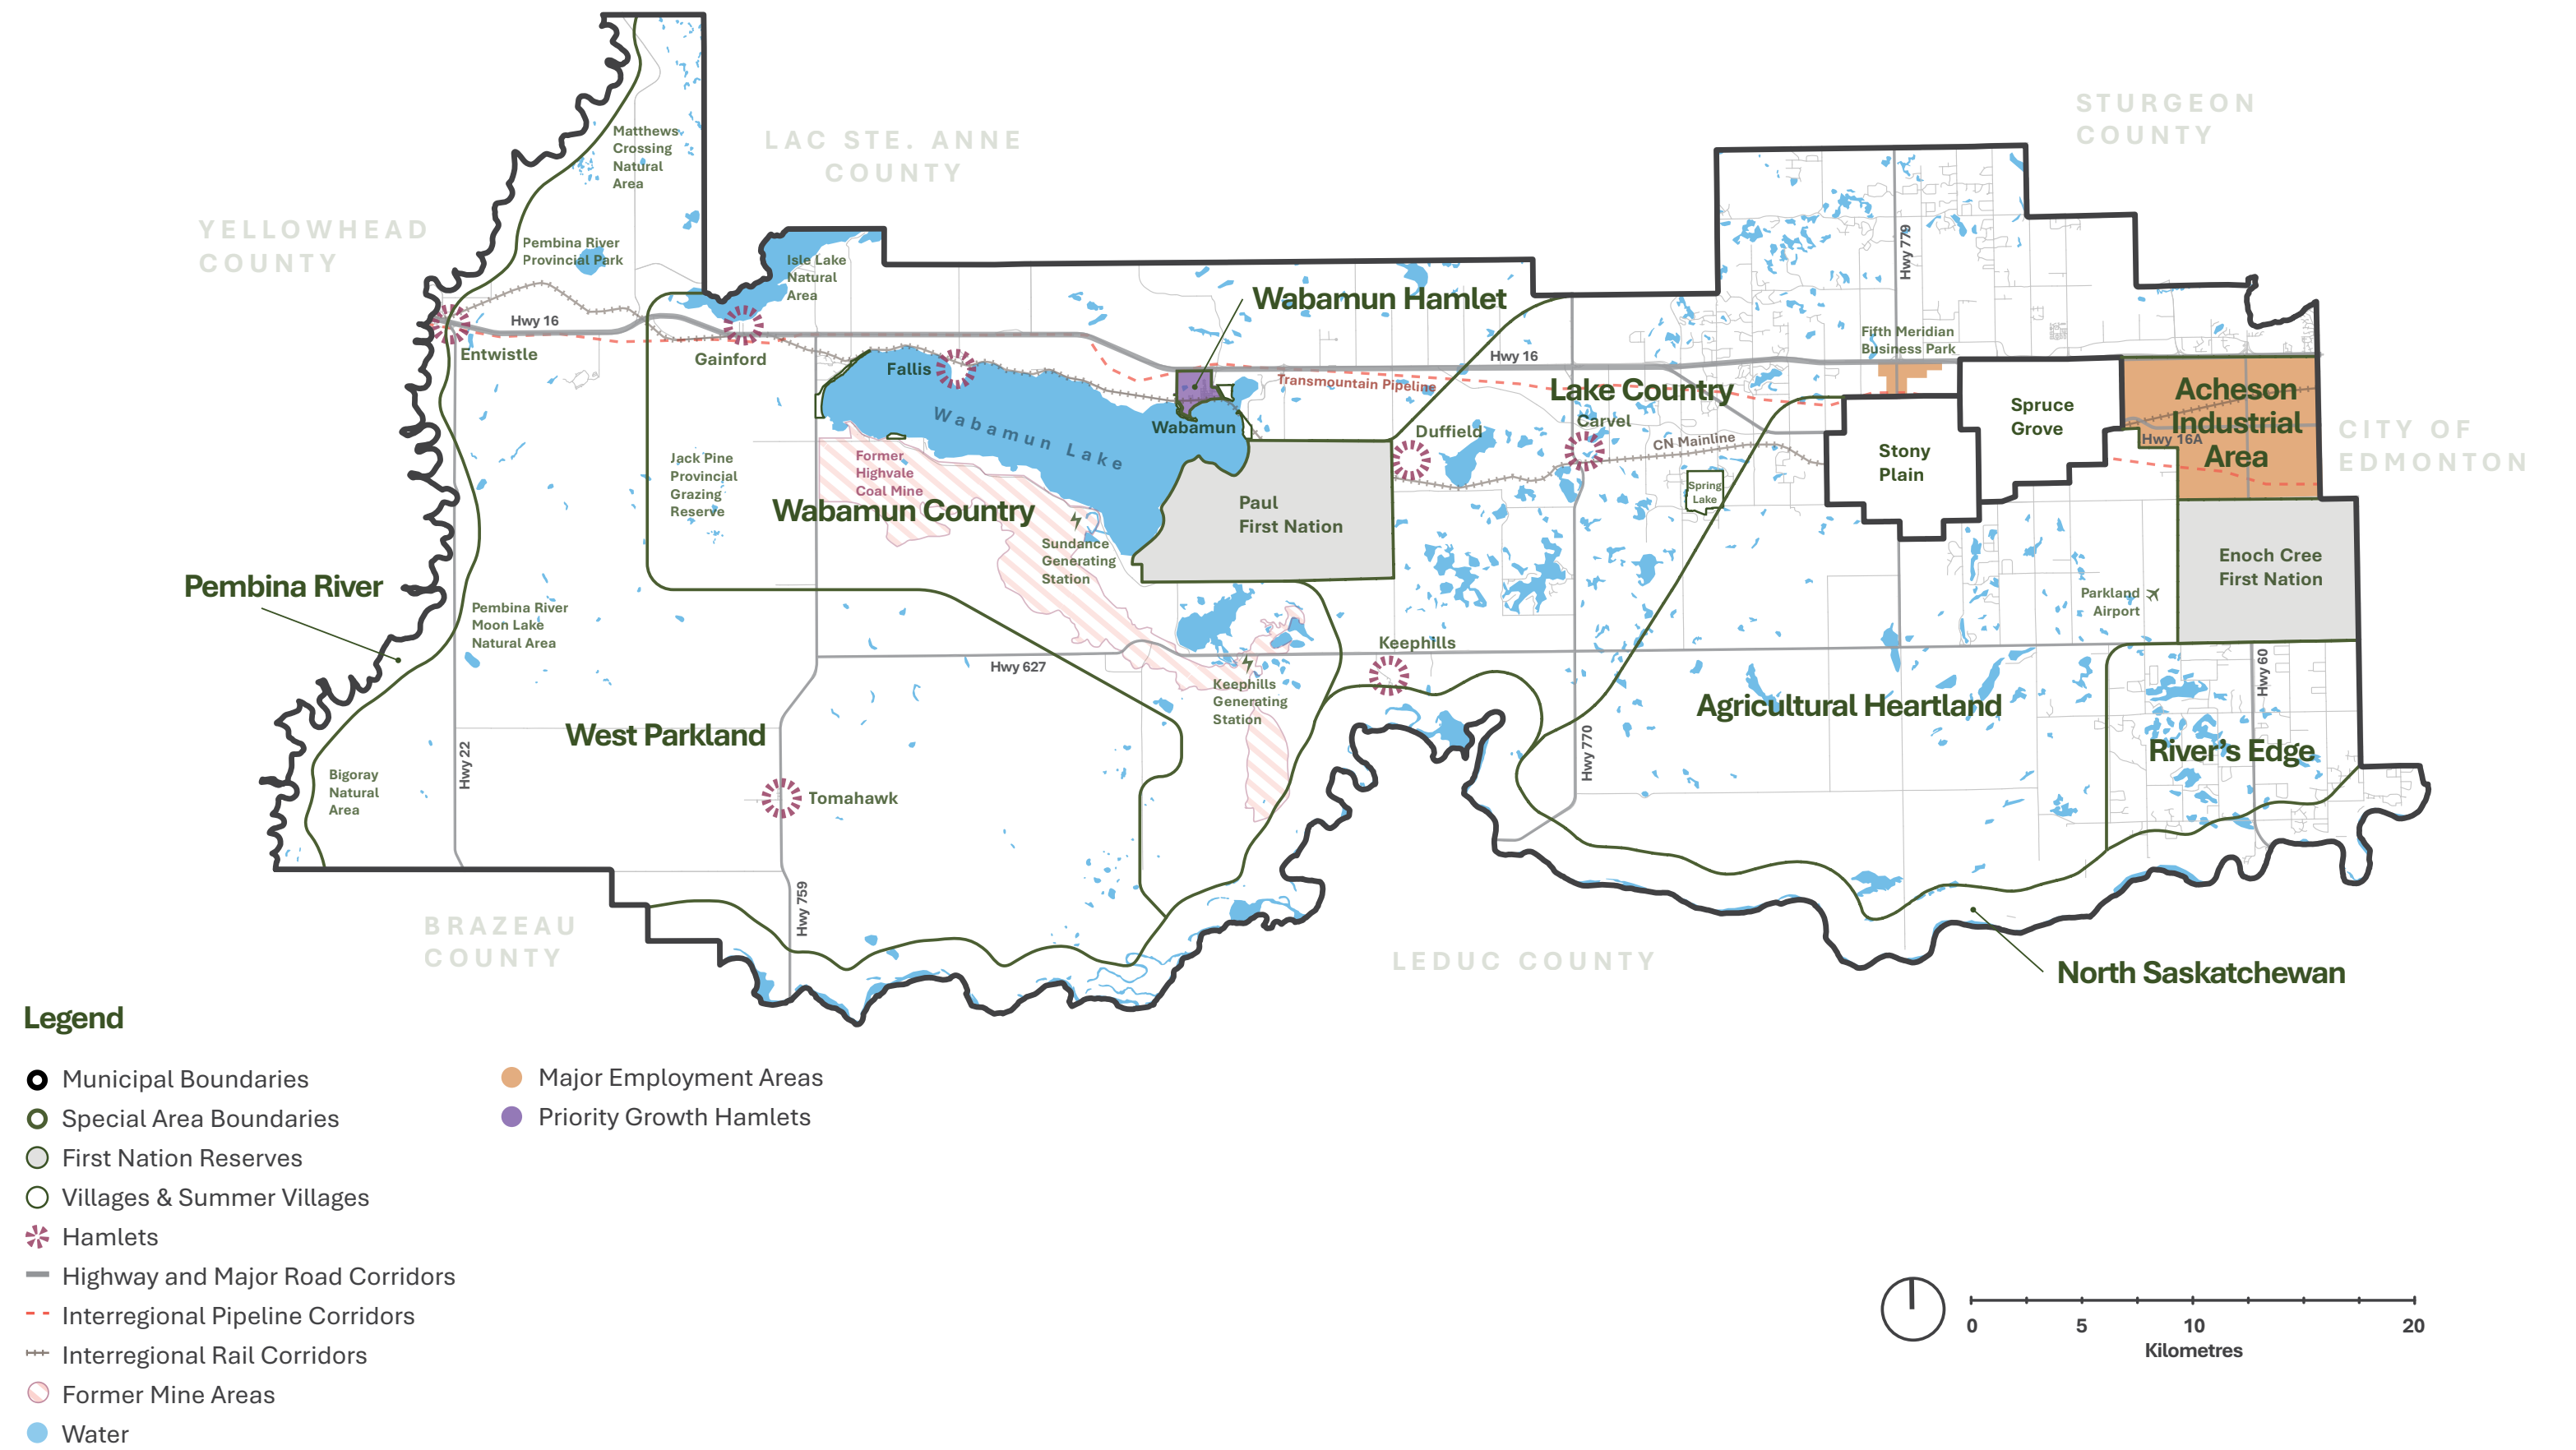 STURGEON
COUNTY
LAC STE. ANNE
COUNTY
YELLOWHEAD
COUNTY
Matthews
Crossing
Natural
Area
Pembina River
Provincial Park
Isle Lake
Natural
Area
Hwy 779
Wabamun Hamlet
Hwy 16
Entwistle
Gainford
Fallis
Hwy 16
Transmountain Pipeline
Fifth Meridian
Business Park
Lake Country
Carvel
Duffield
CN Mainline
Wabamun
Wabamun Lake
Spruce
Grove
Stony
Plain
Acheson
Industrial
Area
Hwy 16A
CITY OF
EDMONTON
Jack Pine
Provincial
Grazing
Reserve
Former
Highvale
Coal Mine
Wabamun Country
Sundance
Generating
Station
Paul
First Nation
Spring
Lake
Enoch Cree
First Nation
Parkland
Airport
Pembina River
Pembina River
Moon Lake
Natural Area
Hwy 627
Keephills
Keephills
Generating
Station
Hwy 60
Agricultural Heartland
River's Edge
West Parkland
Hwy 22
Hwy 770
Bigoray
Natural
Area
Tomahawk
Hwy 759
BRAZEAU
COUNTY
LEDUC COUNTY
North Saskatchewan
Legend
Municipal Boundaries
Special Area Boundaries
First Nation Reserves
Villages & Summer Villages
Hamlets
Highway and Major Road Corridors
Interregional Pipeline Corridors
Interregional Rail Corridors
Former Mine Areas
Water
Major Employment Areas
Priority Growth Hamlets
0 5 10 20
Kilometres